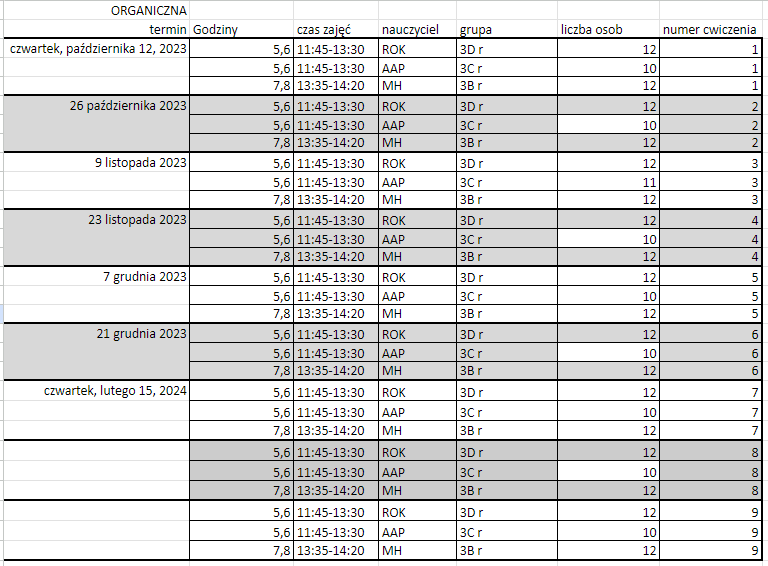 ORGANICZNA
termin Godziny czas zajęć nauczyciel grupa liczba osob numer cwiczenia
czwartek, października 12, 2023 5,6 11:45-13:30 ROK 3D r 12 1
5,6 11:45-13:30 AAP 3C r 10 1
7,8 13:35-14:20 MH 3B r 12 1
26 października 2023 5,6 11:45-13:30 ROK 3D r 12 2
5,6 11:45-13:30 AAP 3C r 10 2
7,8 13:35-14:20 MH 3B r 12 2
9 listopada 2023 5,6 11:45-13:30 ROK 3D r 12 3
5,6 11:45-13:30 AAP 3C r 11 3
7,8 13:35-14:20 MH 3B r 12 3
23 listopada 2023 5,6 11:45-13:30 ROK 3D r 12 4
5,6 11:45-13:30 AAP 3C r 10 4
7,8 13:35-14:20 MH 3B r 12 4
7 grudnia 2023 5,6 11:45-13:30 ROK 3D r 12 5
5,6 11:45-13:30 AAP 3C r 10 5
7,8 13:35-14:20 MH 3B r 12 5
21 grudnia 2023 5,6 11:45-13:30 ROK 3D r 12 6
5,6 11:45-13:30 AAP 3C r 10 6
7,8 13:35-14:20 MH 3B r 12 6
czwartek, lutego 15, 2024 5,6 11:45-13:30 ROK 3D r 12 7
5,6 11:45-13:30 AAP 3C r 10 7
7,8 13:35-14:20 MH 3B r 12 7
5,6 11:45-13:30 ROK 3D r 12 8
5,6 11:45-13:30 AAP 3C r 10 8
7,8 13:35-14:20 MH 3B r 12 8
5,6 11:45-13:30 ROK 3D r 12 9
5,6 11:45-13:30 AAP 3C r 10 9
7,8 13:35-14:20 MH 3B r 12 9